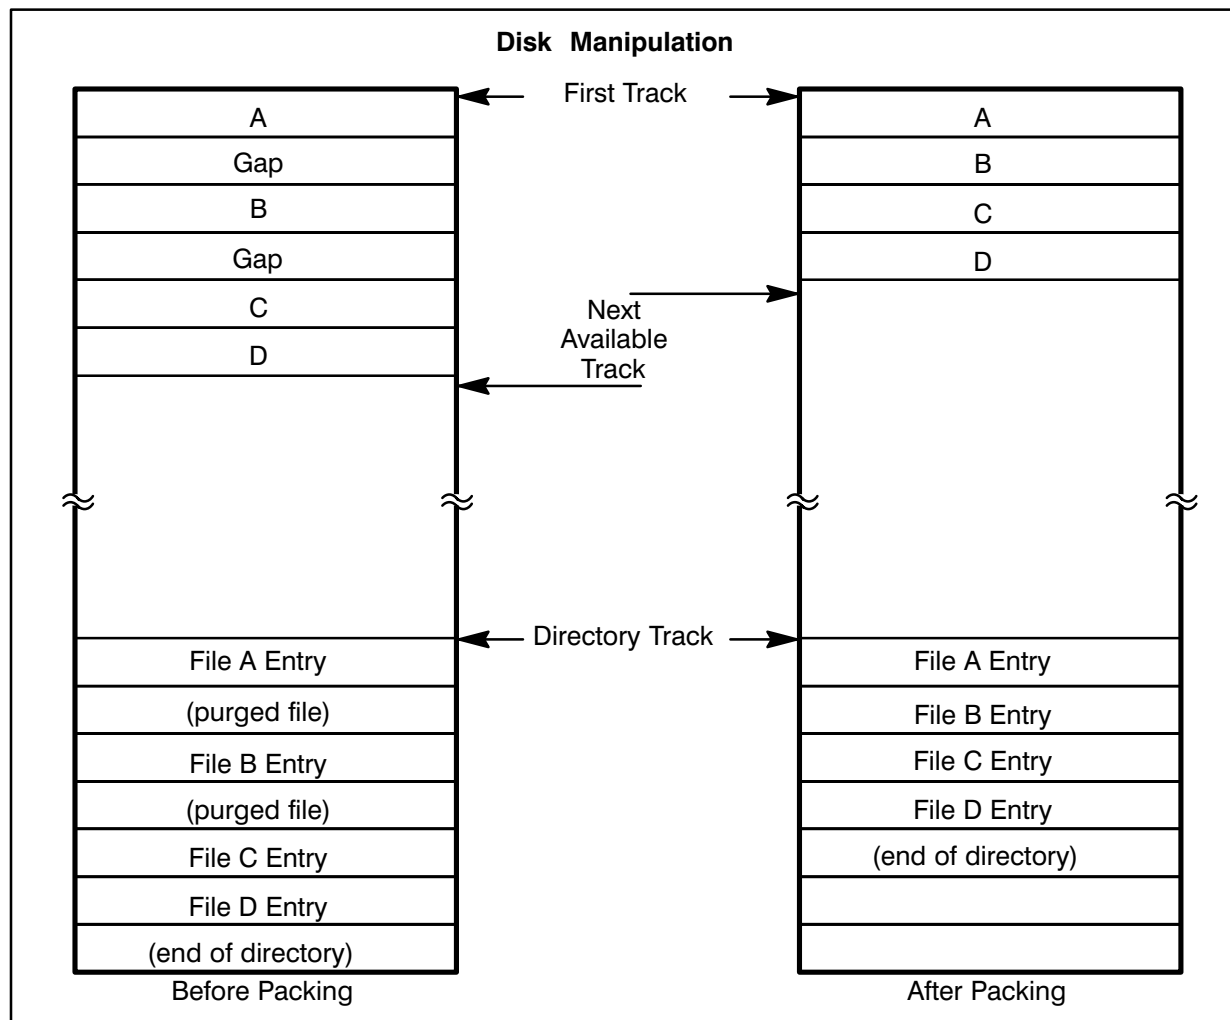 Disk Manipulation
First Track
A
Gap
B
Gap
C
D
A
B
C
D
Next
Available
Track
Directory Track
File A Entry
(purged file)
File B Entry
(purged file)
File C Entry
File D Entry
(end of directory)
Before Packing
File A Entry
File B Entry
File C Entry
File D Entry
(end of directory)
After Packing